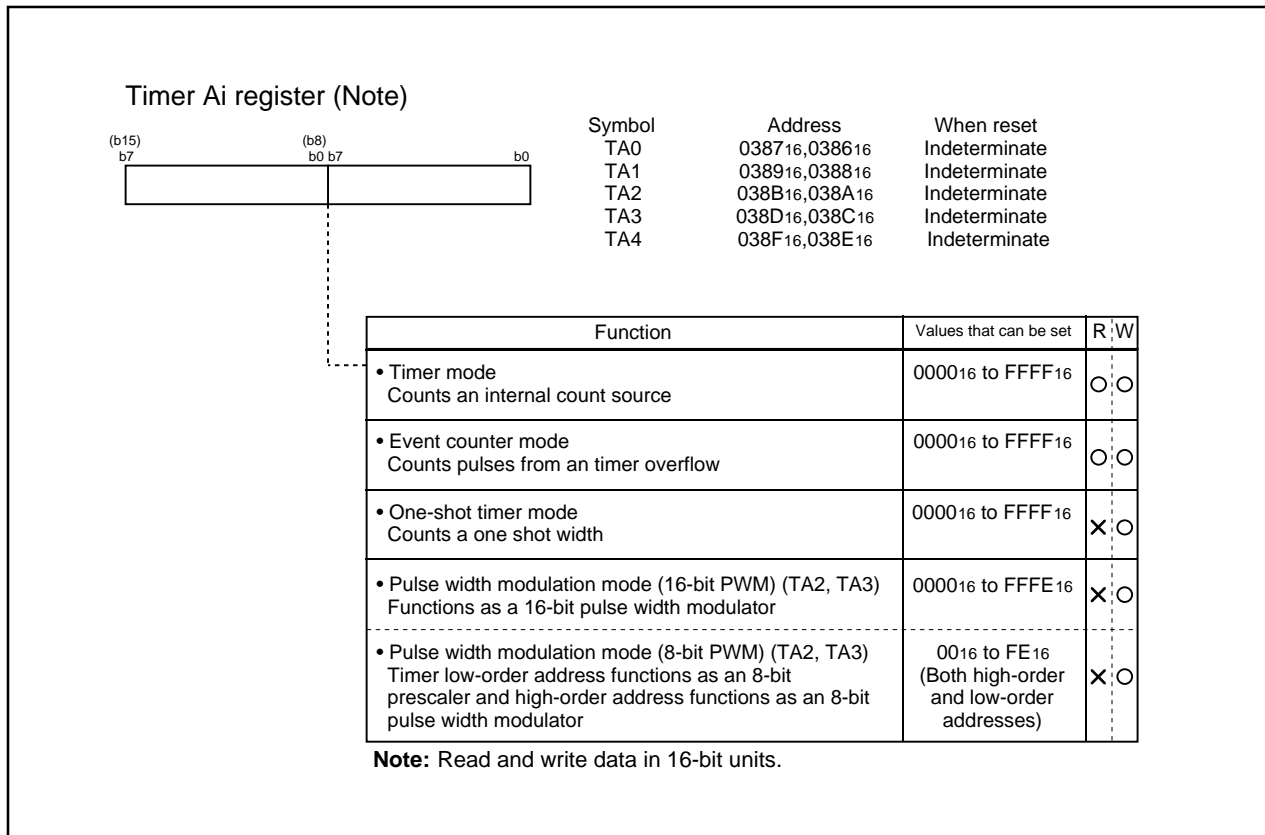 Timer Ai register (Note)
(b15) (b8)
b7 b0 b7 b0
Symbol Address When reset
TA0 038716,038616 Indeterminate
TA1 038916,038816 Indeterminate
TA2 038B16,038A16 Indeterminate
TA3 038D16,038C16 Indeterminate
TA4 038F16,038E16 Indeterminate
Function Values that can be set R W
• Timer mode 000016 to FFFF16
Counts an internal count source
• Event counter mode 000016 to FFFF16
Counts pulses from an timer overflow
• One-shot timer mode 000016 to FFFF16
Counts a one shot width
• Pulse width modulation mode (16-bit PWM) (TA2, TA3) 000016 to FFFE16
Functions as a 16-bit pulse width modulator
• Pulse width modulation mode (8-bit PWM) (TA2, TA3) 0016 to FE16
Timer low-order address functions as an 8-bit (Both high-order
prescaler and high-order address functions as an 8-bit and low-order
pulse width modulator addresses)
Note: Read and write data in 16-bit units.